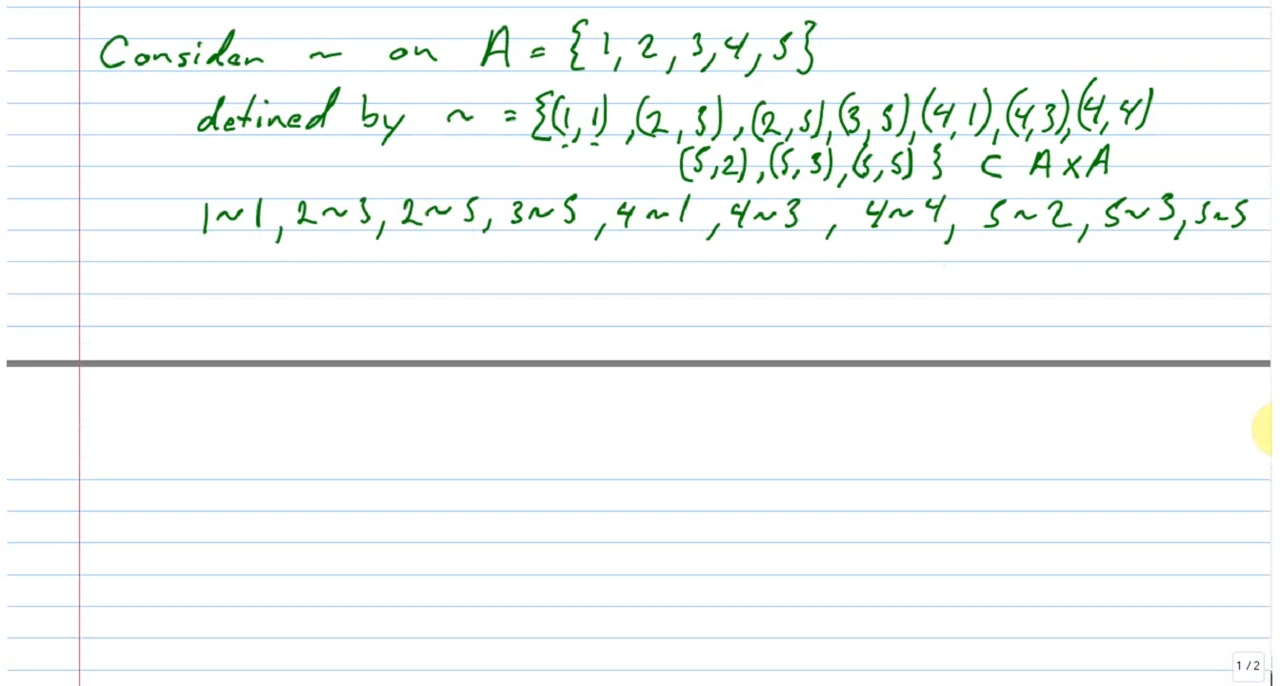 Consider ~ on A = {1, 2, 3, 4, 5}
defined by ~ = {(1, 1), (2, 3), (2, 5), (3, 5), (4, 1), (4, 3), (4, 4)
(5, 2), (5, 3), (5, 5)} ⊂ A × A
1~1, 2~3, 2~5, 3~5, 4~1, 4~3, 4~4, 5~2, 5~3, 5~5
1 / 2